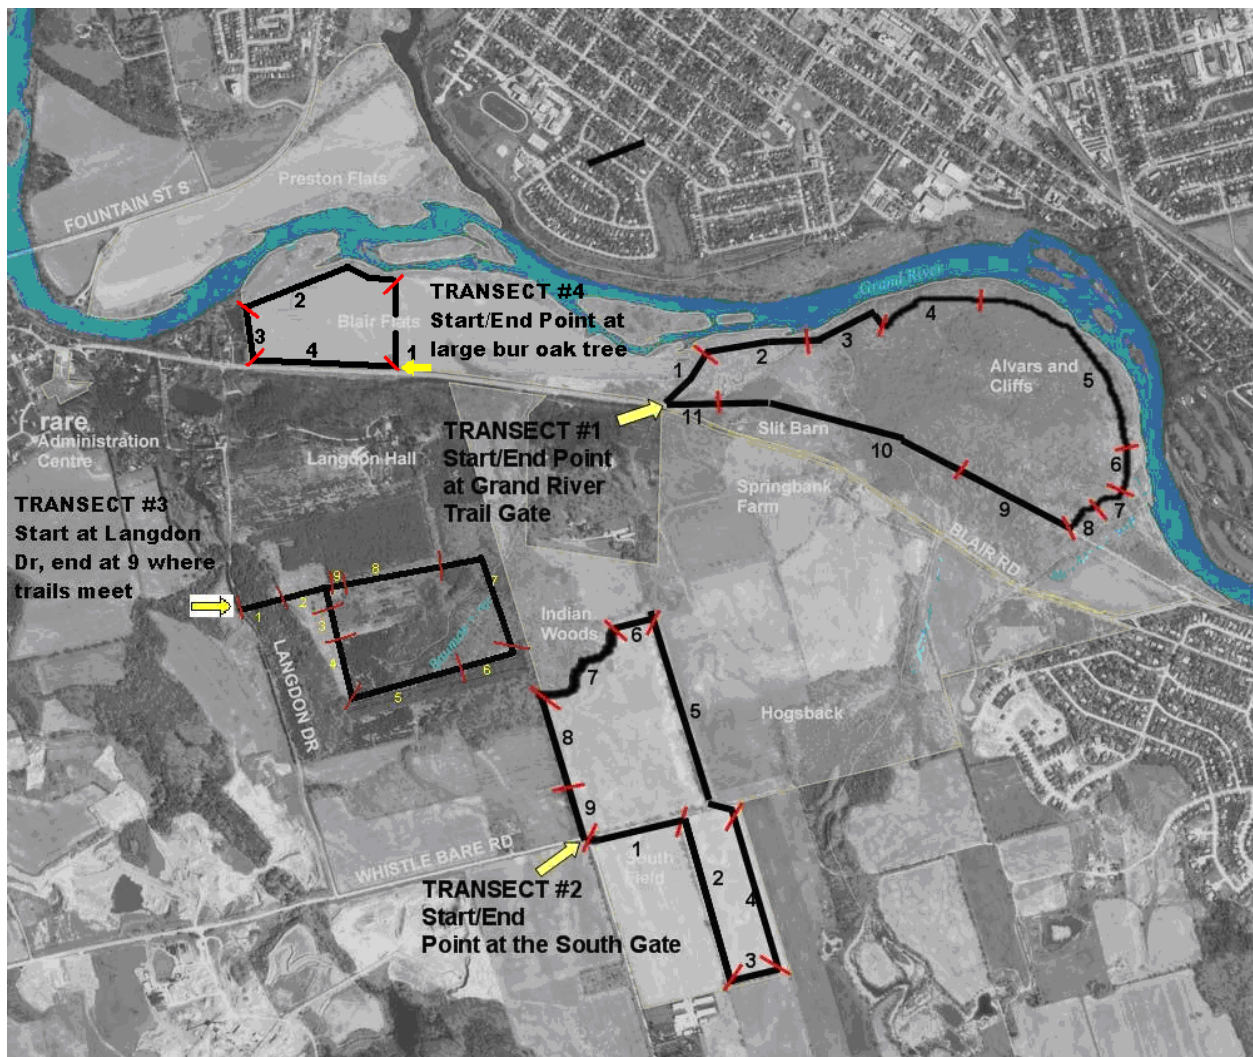 Preston Flats
FOUNTAIN ST S
Grand River
TRANSECT #4
Start/End Point at
large bur oak tree
Blair Flats
1
2
3
4
TRANSECT #1
Start/End Point
at Grand River
Trail Gate
1
2
3
4
5
6
7
8
9
10
11
Alvars and
Cliffs
Slit Barn
Springbank
Farm
BLAIR RD
rare
Administration
Centre
Langdon Hall
TRANSECT #3
Start at Langdon
Dr, end at 9 where
trails meet
1
2
3
4
5
6
7
8
9
LANGDON DR
Indian
Woods
Hogsback
WHISTLE BARE RD
South
Field
TRANSECT #2
Start/End
Point at the South Gate
1
2
3
4
5
6
7
8
9